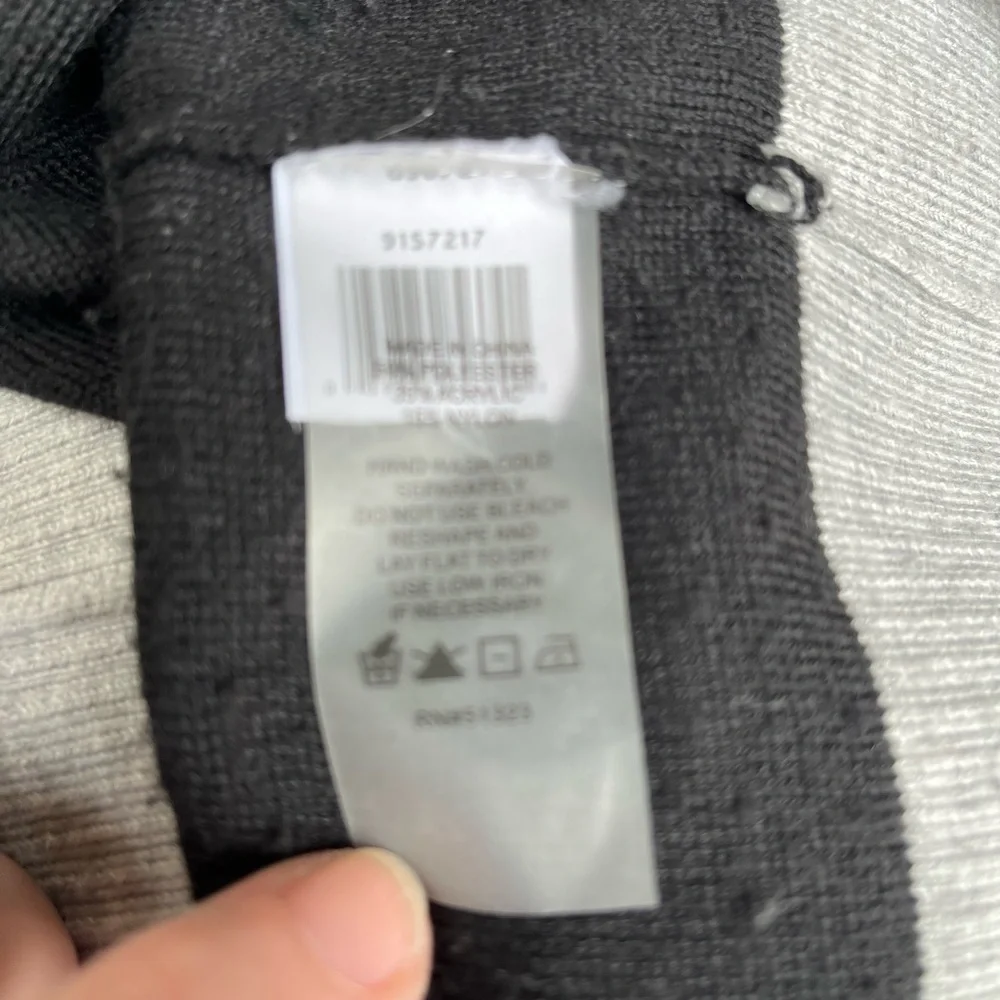 9157217
MADE IN CHINA
POLYESTER
ACRYLIC
NYLON
HAND WASH COLD
SEPARATELY
DO NOT USE BLEACH
RESHAPE AND
LAY FLAT TO DRY
USE LOW IRON
IF NECESSARY
RN#51323